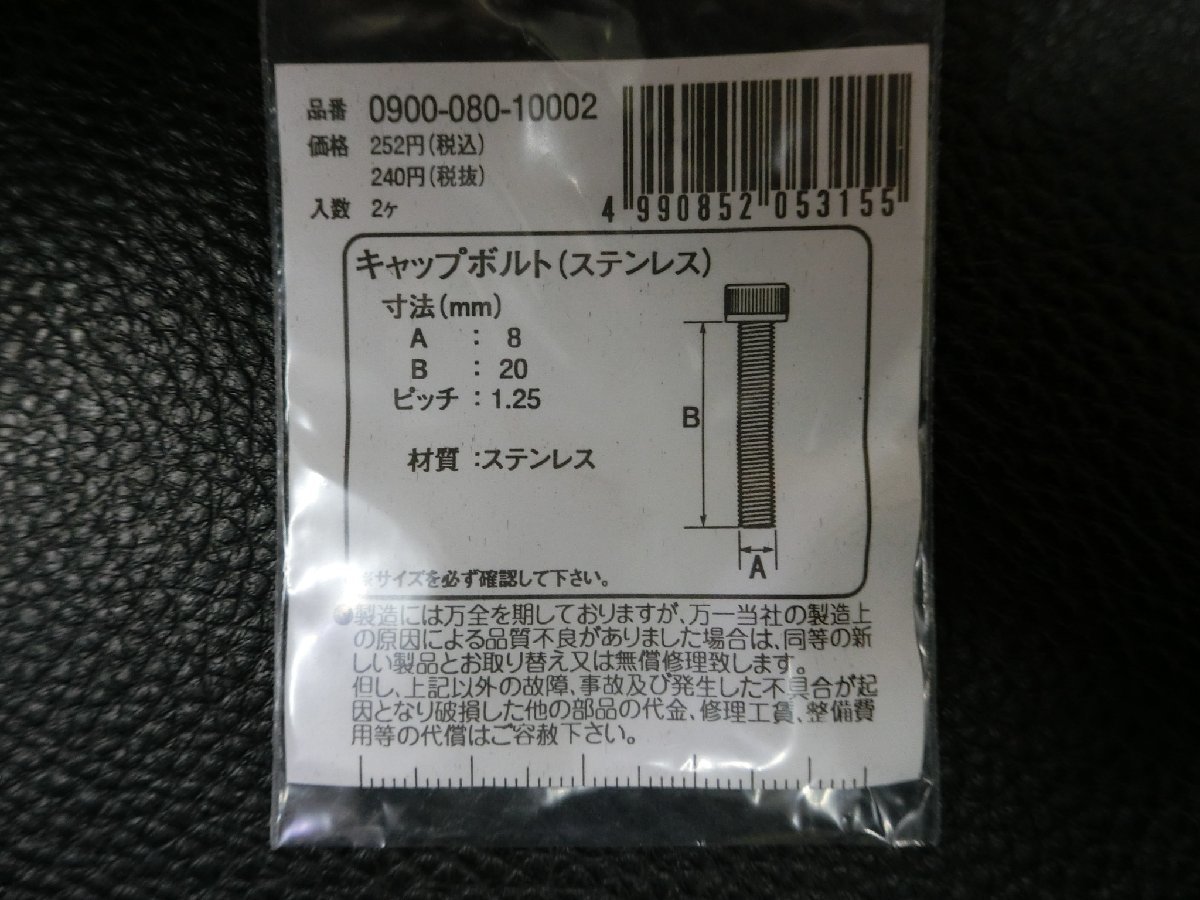 品番 0900-080-10002
価格 252円(税込)
240円(税抜)
入数 2ヶ
4 990852 053155
キャップボルト(ステンレス)
寸法(mm)
A : 8
B : 20
ピッチ : 1.25
材質 :ステンレス
B
A
※サイズを必ず確認して下さい。
●製造には万全を期しておりますが、万一当社の製造上
の原因による品質不良がありました場合は、同等の新
しい製品とお取り替え又は無償修理致します。
但し、上記以外の故障、事故及び発生した不具合が起
因となり破損した他の部品の代金、修理工賃、整備費
用等の代償はご容赦下さい。